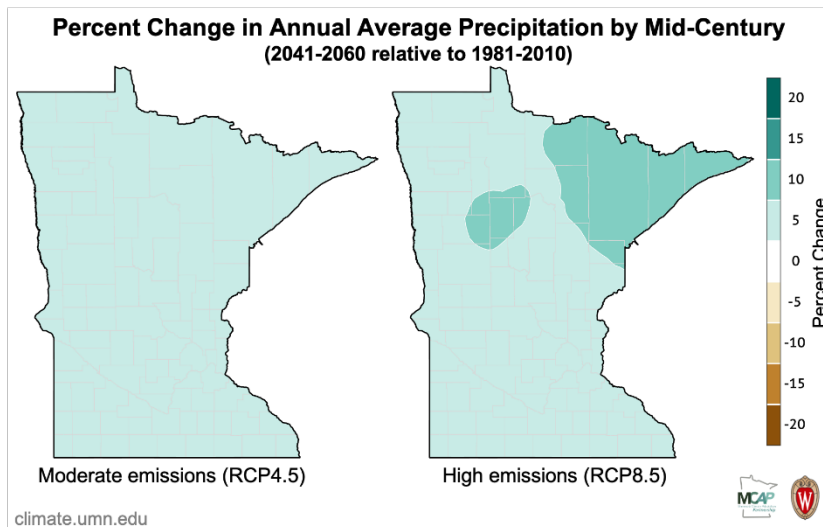 Percent Change in Annual Average Precipitation by Mid-Century
(2041-2060 relative to 1981-2010)
20
15
10
5
0
-5
-10
-15
-20
Percent Change
Moderate emissions (RCP4.5)
High emissions (RCP8.5)
MCAP
W
climate.umn.edu